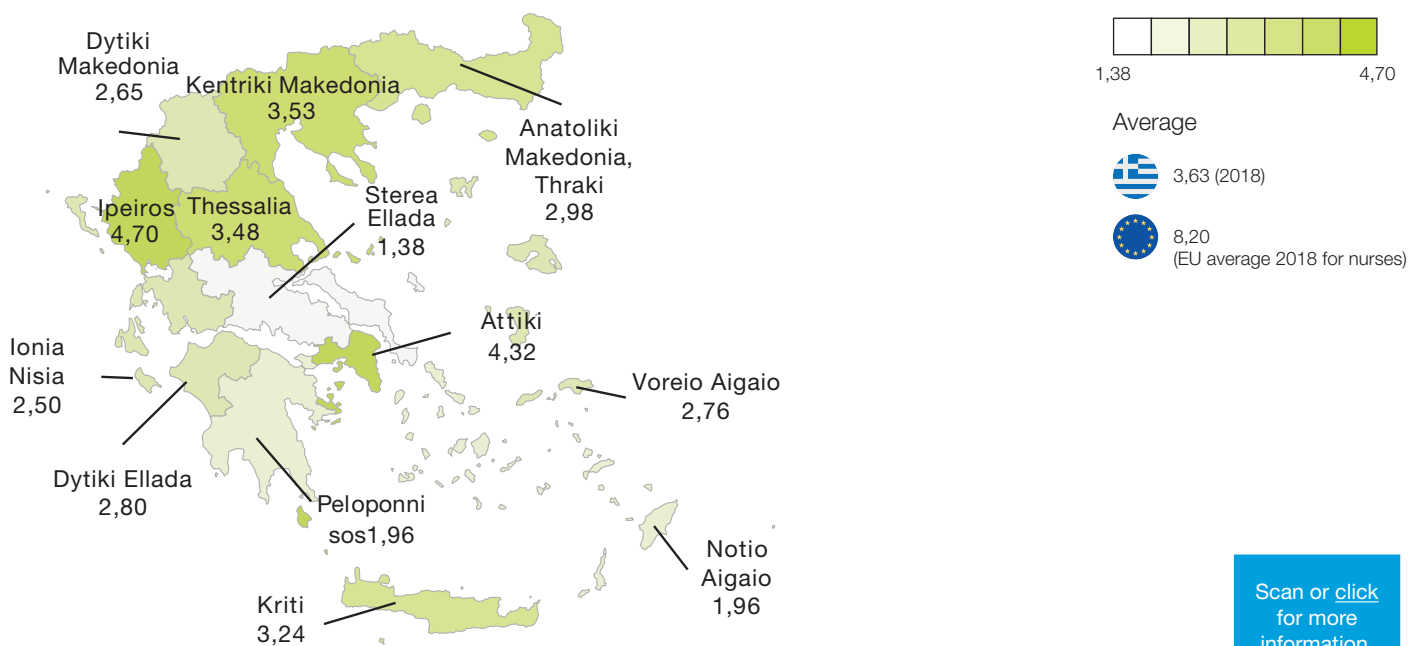 Dytiki
Makedonia
2,65
Kentriki Makedonia
3,53
Anatoliki
Makedonia,
Thraki
2,98
Ipeiros
4,70
Thessalia
3,48
Sterea
Ellada
1,38
Attiki
4,32
Ionia
Nisia
2,50
Voreio Aigaio
2,76
Dytiki Ellada
2,80
Peloponni
sos1,96
Notio
Aigaio
1,96
Kriti
3,24
1,38
4,70
Average
3,63 (2018)
8,20
(EU average 2018 for nurses)
Scan or click
for more
information